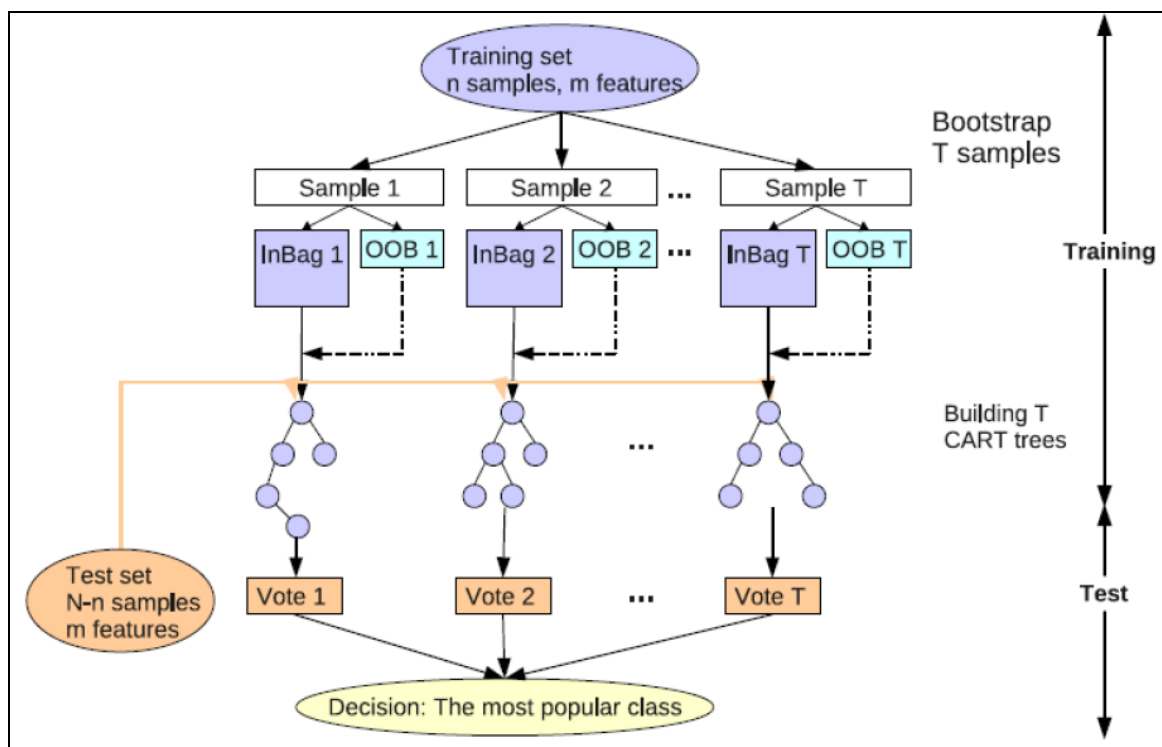 Training set
n samples, m features
Bootstrap
T samples
Sample 1
Sample 2
...
Sample T
InBag 1
OOB 1
InBag 2
OOB 2
...
InBag T
OOB T
Training
Building T
CART trees
...
Test set
N-n samples
m features
Vote 1
Vote 2
...
Vote T
Test
Decision: The most popular class